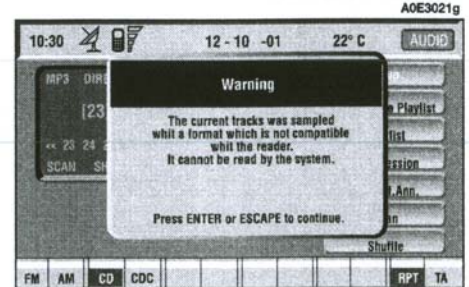 A0E3021g
10:30 12 - 10 -01 22° C AUDIO
Warning
MP3 DIRE
[23
The current tracks was sampled
whit a format which is not compatible
whit the reader.
It cannot be read by the system.
Playlist
<< 23 24
SCAN SH
.Ann.
Press ENTER or ESCAPE to continue.
Shuffle
FM AM CD CDC RPT TA